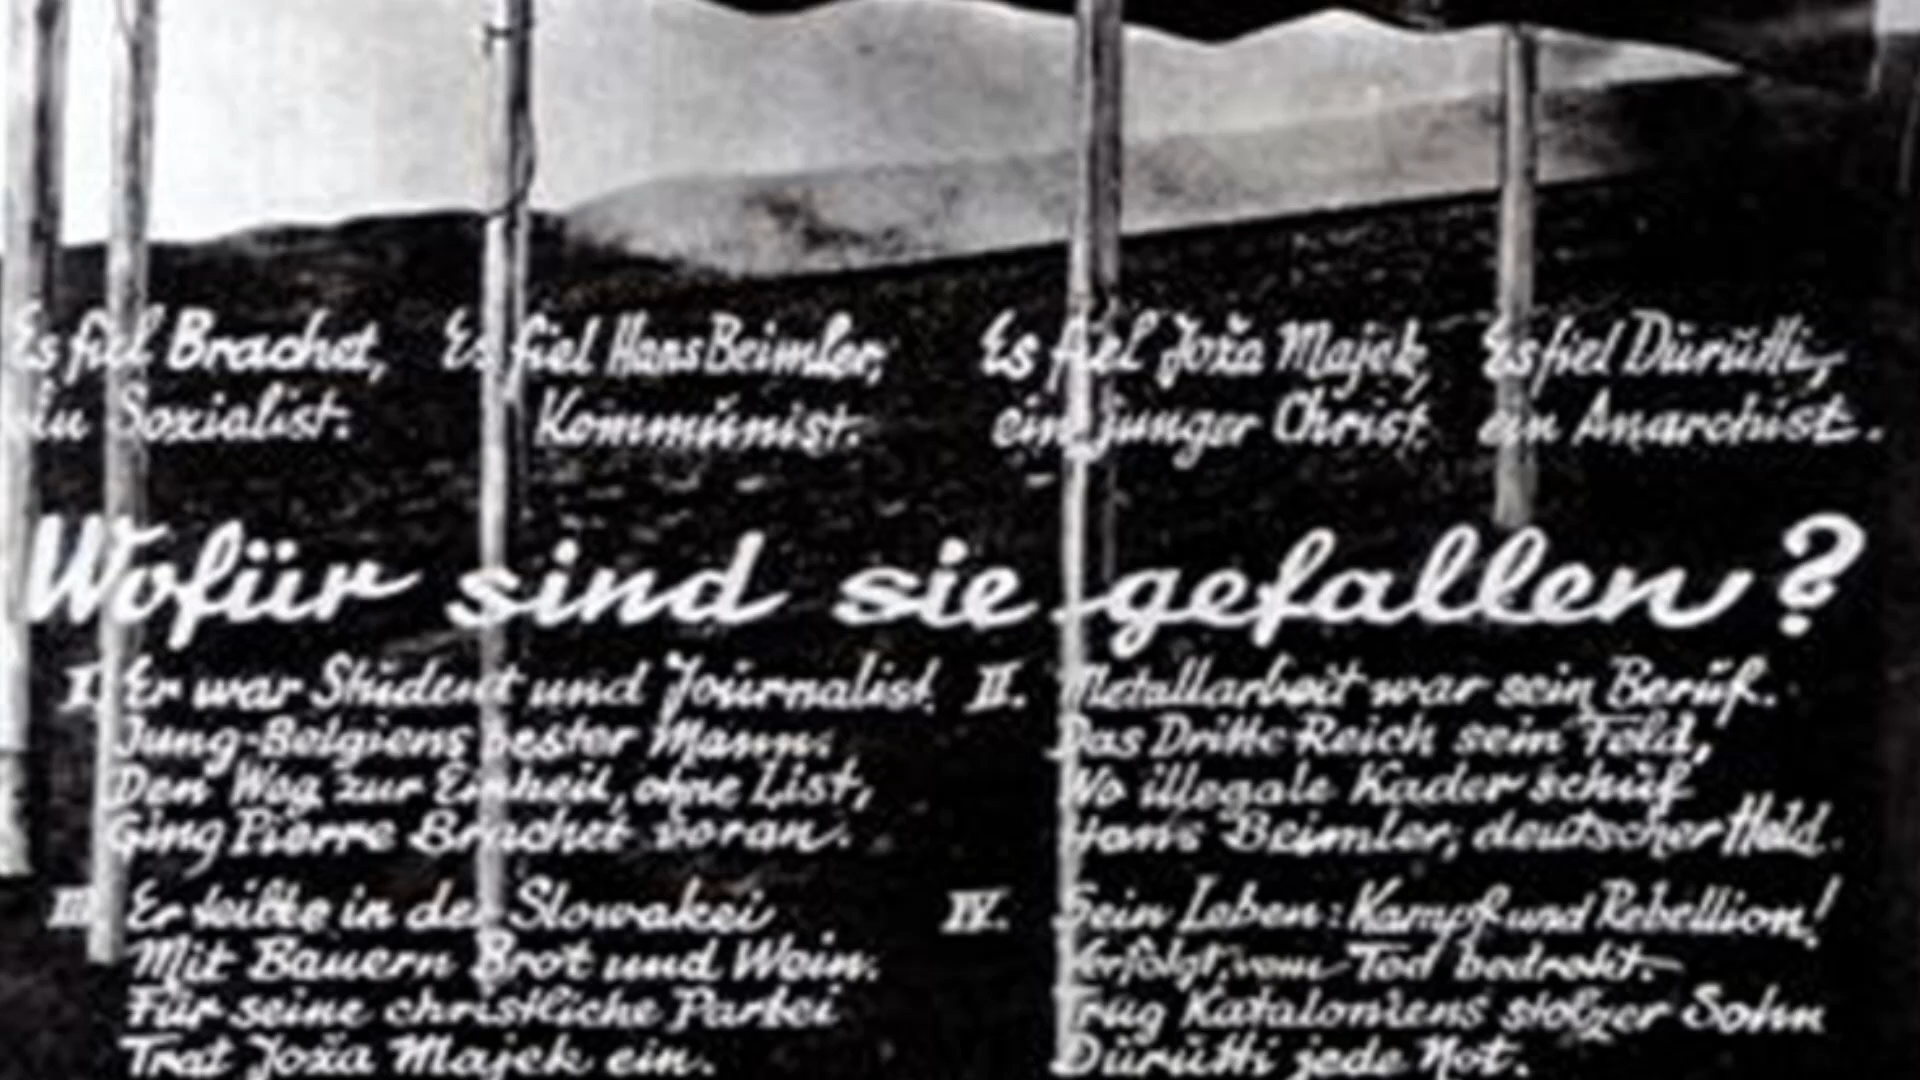 Es fiel Brachet,
ein Sozialist.
Es fiel Hans Beimler,
Kommunist.
Es fiel Joža Majek,
ein junger Christ.
Es fiel Durutti,
ein Anarchist.
Wofür sind sie gefallen?
I. Er war Student und Journalist.
Jung-Belgiens bester Mann.
Den Weg zur Einheit, ohne List,
Ging Pierre Brachet voran.
II. Metallarbeit war sein Beruf.
Das Dritte Reich sein Feld,
Wo illegale Kader schuf
Hans Beimler, deutscher Held.
III. Er teilte in der Slowakei
Mit Bauern Brot und Wein.
Für seine christliche Partei
Trat Joža Majek ein.
IV. Sein Leben: Kampf und Rebellion!
Verfolgt, vom Tod bedroht.
Trug Kataloniens stolzer Sohn
Durutti jede Not.